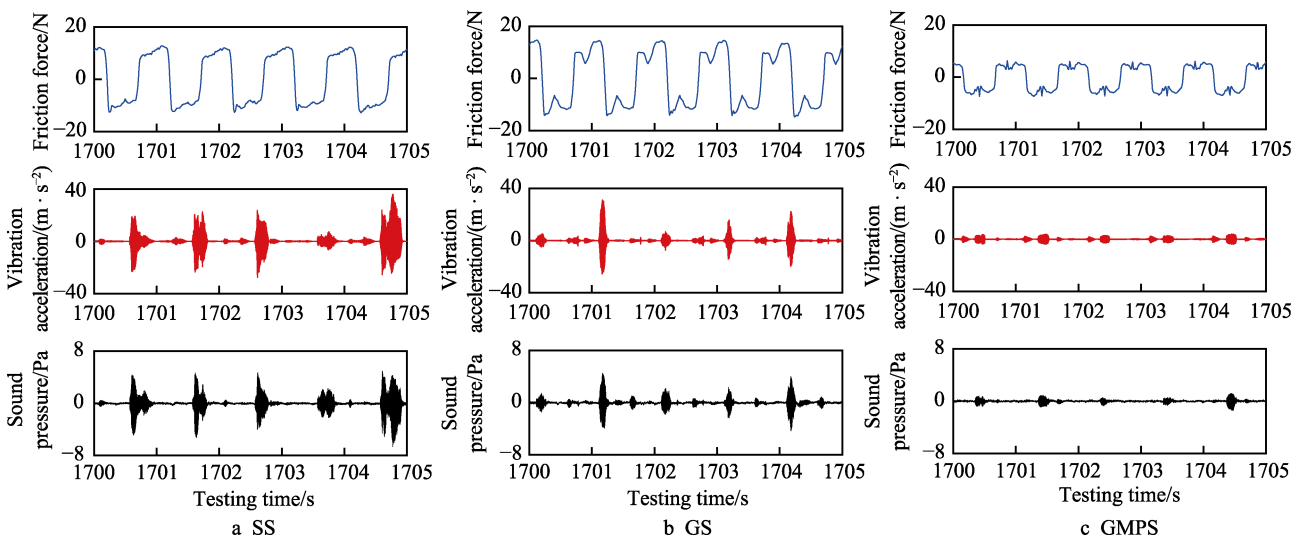 Friction force/N
20
0
−20
1700 1701 1702 1703 1704 1705
Vibration
acceleration/(m · s⁻²)
40
0
−40
1700 1701 1702 1703 1704 1705
Sound
pressure/Pa
8
0
−8
1700 1701 1702 1703 1704 1705
Testing time/s
a SS
Friction force/N
20
0
−20
1700 1701 1702 1703 1704 1705
Vibration
acceleration/(m · s⁻²)
40
0
−40
1700 1701 1702 1703 1704 1705
Sound
pressure/Pa
8
0
−8
1700 1701 1702 1703 1704 1705
Testing time/s
b GS
Friction force/N
20
0
−20
1700 1701 1702 1703 1704 1705
Vibration
acceleration/(m · s⁻²)
40
0
−40
1700 1701 1702 1703 1704 1705
Sound
pressure/Pa
8
0
−8
1700 1701 1702 1703 1704 1705
Testing time/s
c GMPS